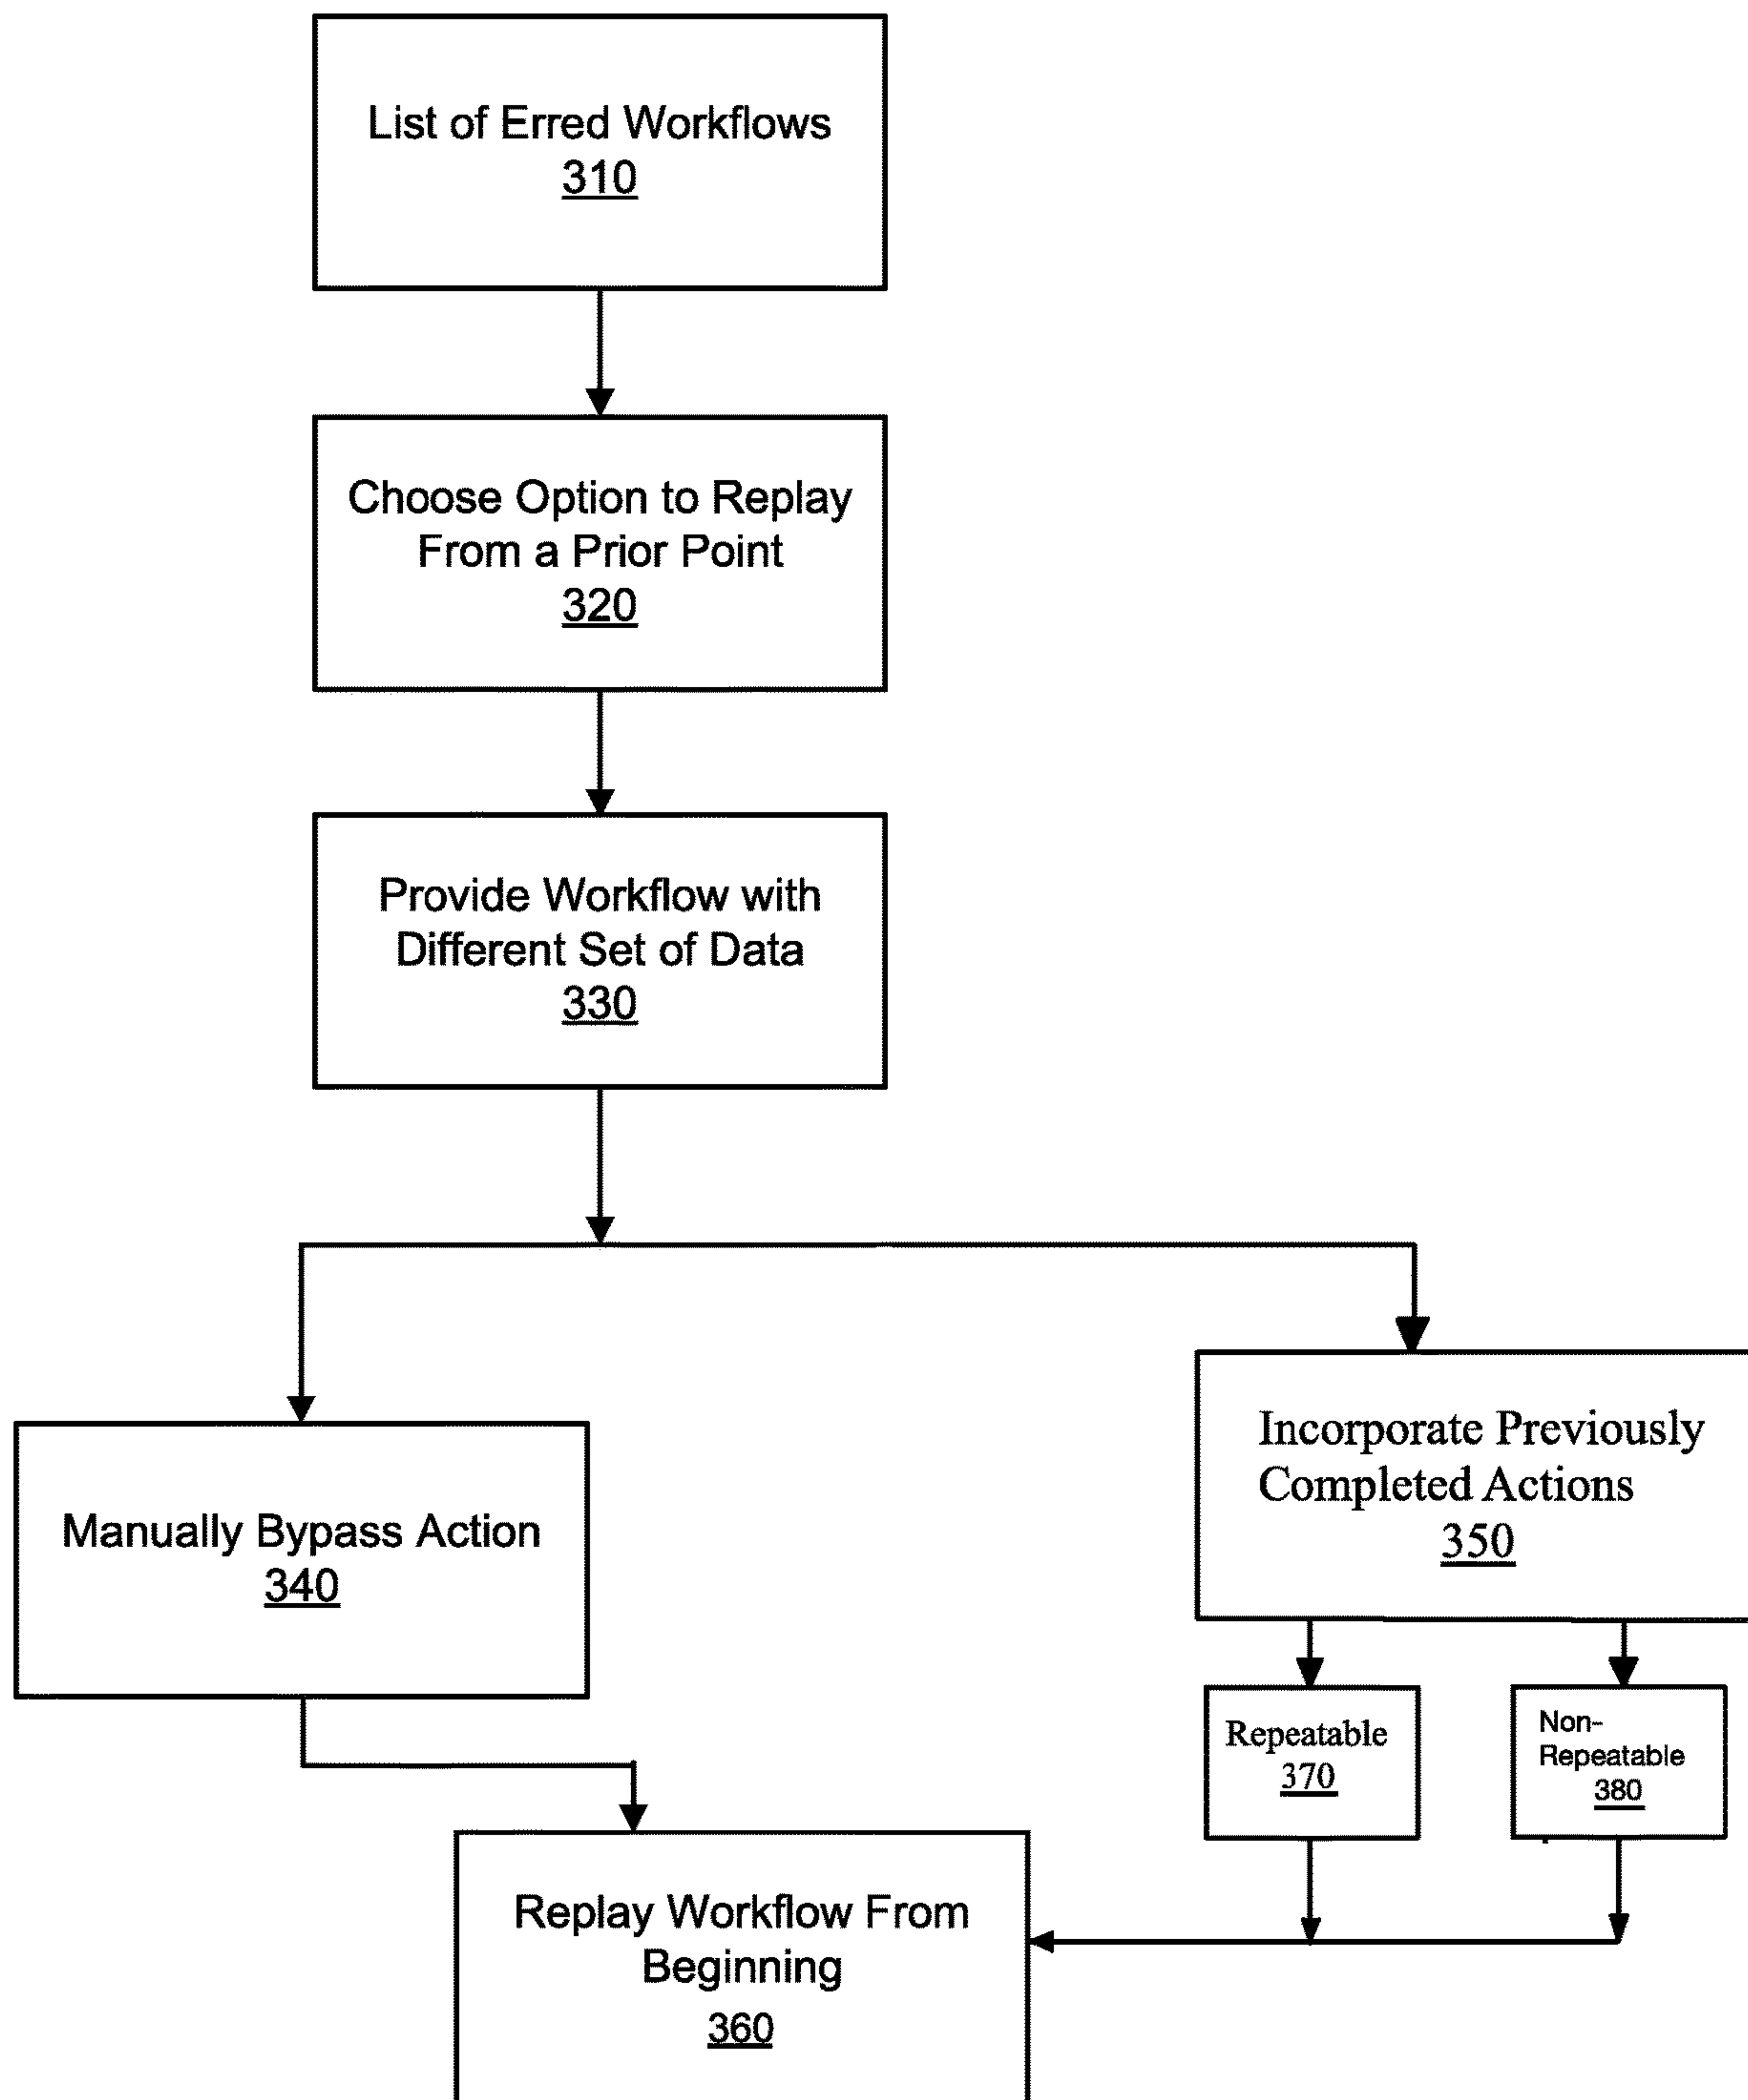 List of Erred Workflows
310
Choose Option to Replay
From a Prior Point
320
Provide Workflow with
Different Set of Data
330
Manually Bypass Action
340
Incorporate Previously
Completed Actions
350
Repeatable
370
Non-
Repeatable
380
Replay Workflow From
Beginning
360